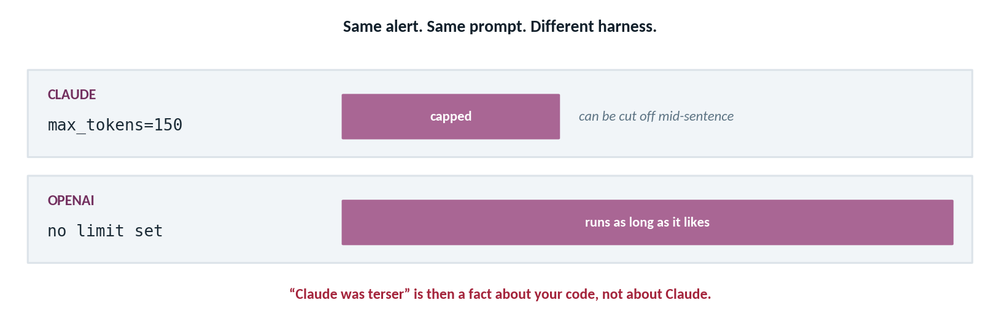 Same alert. Same prompt. Different harness.
CLAUDE
max_tokens=150
capped
can be cut off mid-sentence
OPENAI
no limit set
runs as long as it likes
“Claude was terser” is then a fact about your code, not about Claude.